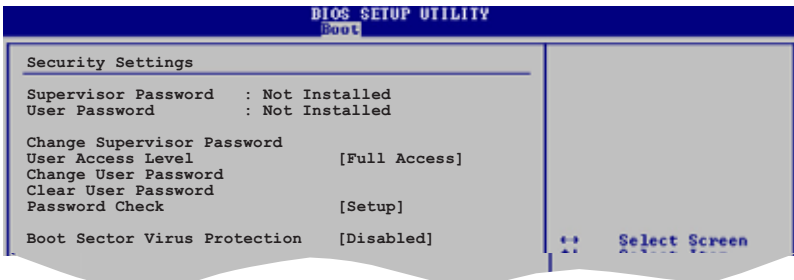 BIOS SETUP UTILITY
Boot
Security Settings
Supervisor Password : Not Installed
User Password : Not Installed
Change Supervisor Password
User Access Level [Full Access]
Change User Password
Clear User Password
Password Check [Setup]
Boot Sector Virus Protection [Disabled]
↔ Select Screen